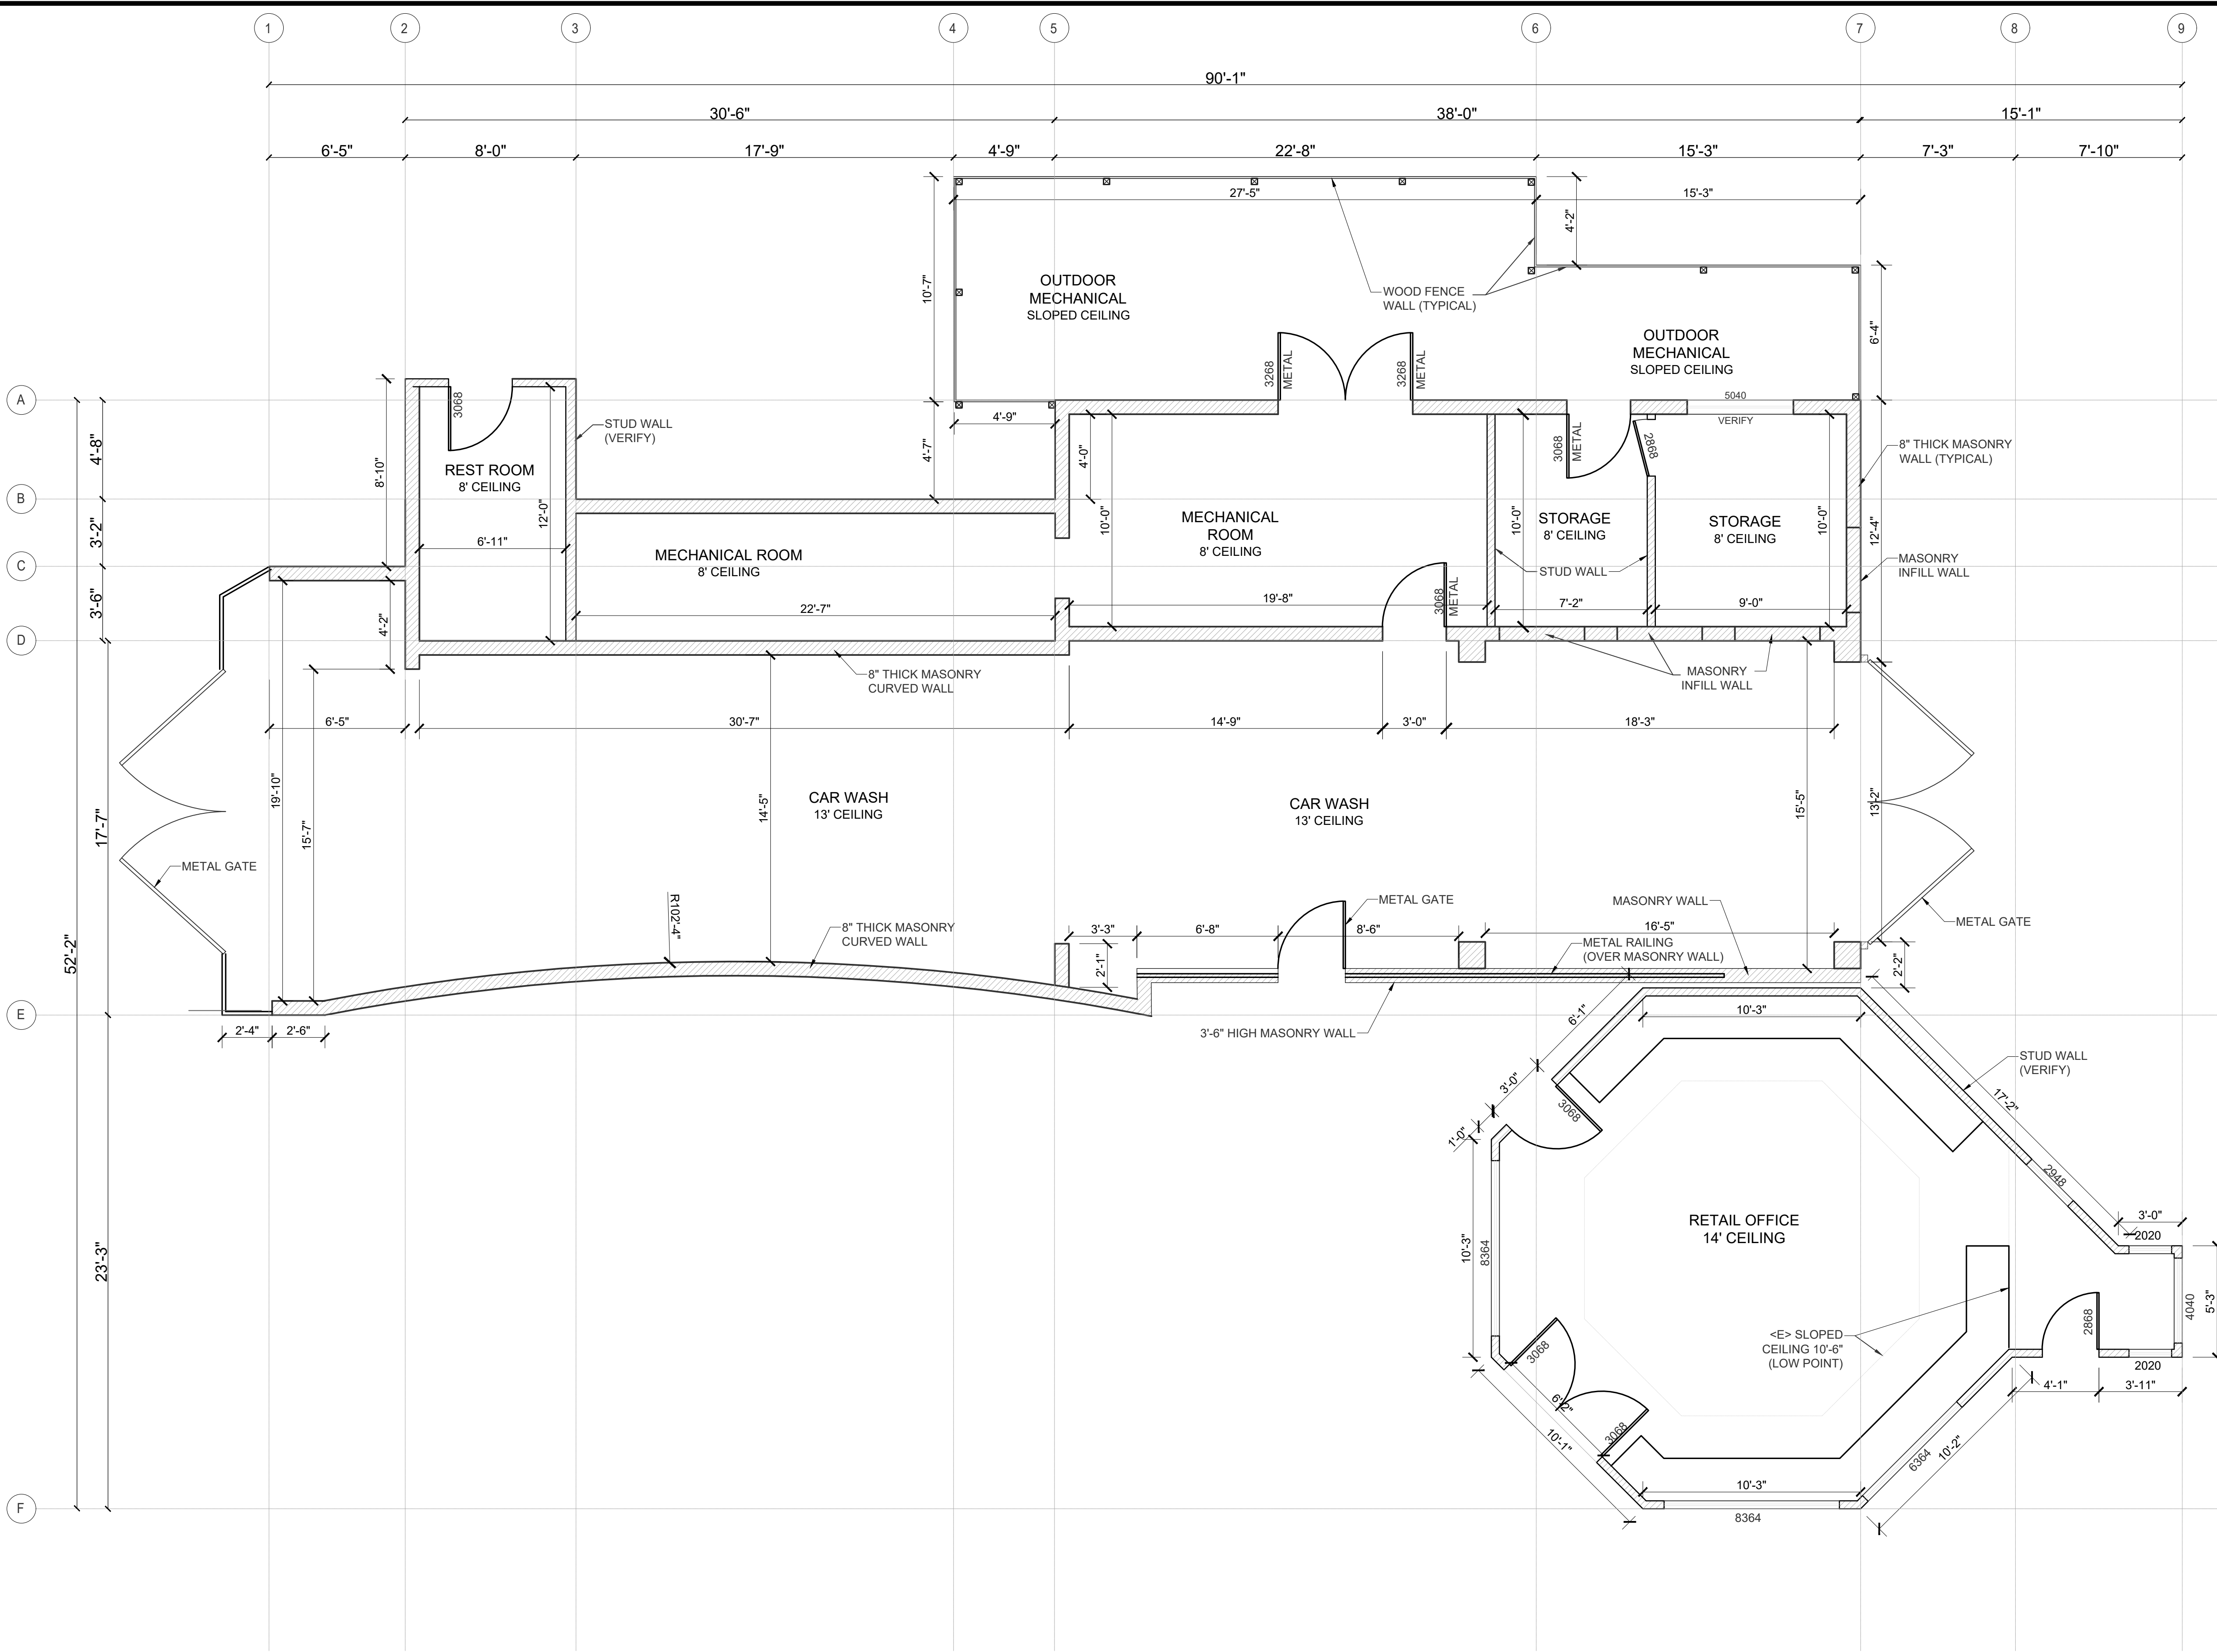 1 2 3 4 5 6 7 8 9
90'-1"
30'-6" 38'-0" 15'-1"
6'-5" 8'-0" 17'-9" 4'-9" 22'-8" 15'-3" 7'-3" 7'-10"
27'-5" 15'-3"
4'-2"
10'-7"
OUTDOOR
MECHANICAL
SLOPED CEILING
WOOD FENCE
WALL (TYPICAL)
OUTDOOR
MECHANICAL
SLOPED CEILING
6'-4"
3268
METAL
3268
METAL
A
5040
VERIFY
3068
STUD WALL
(VERIFY)
4'-9"
4'-7"
4'-0"
3068
METAL
2868
8" THICK MASONRY
WALL (TYPICAL)
4'-8"
8'-10"
REST ROOM
8' CEILING
B
12'-0"
10'-0"
MECHANICAL
ROOM
8' CEILING
10'-0"
STORAGE
8' CEILING
STORAGE
8' CEILING
10'-0"
12'-4"
3'-2"
6'-11"
MECHANICAL ROOM
8' CEILING
C
STUD WALL
MASONRY
INFILL WALL
3'-6"
4'-2"
22'-7"
19'-8"
3068
METAL
7'-2"
9'-0"
D
8" THICK MASONRY
CURVED WALL
MASONRY
INFILL WALL
6'-5" 30'-7" 14'-9" 3'-0" 18'-3"
19'-10"
15'-7"
14'-5"
CAR WASH
13' CEILING
CAR WASH
13' CEILING
15'-5"
13'-2"
17'-7"
METAL GATE
52'-2"
R102'-4"
8" THICK MASONRY
CURVED WALL
METAL GATE
MASONRY WALL
METAL GATE
3'-3" 6'-8" 8'-6" 16'-5"
METAL RAILING
(OVER MASONRY WALL)
2'-1"
2'-2"
E
2'-4" 2'-6"
3'-6" HIGH MASONRY WALL
6'-1"
10'-3"
STUD WALL
(VERIFY)
3'-0"
3068
17'-2"
1'-0"
2948
23'-3"
10'-3"
8364
RETAIL OFFICE
14' CEILING
3'-0"
2020
4040
5'-3"
2868
<E> SLOPED
CEILING 10'-6"
(LOW POINT)
2020
4'-1" 3'-11"
3068
6'-2"
3068
10'-1"
6364
10'-2"
10'-3"
F
8364